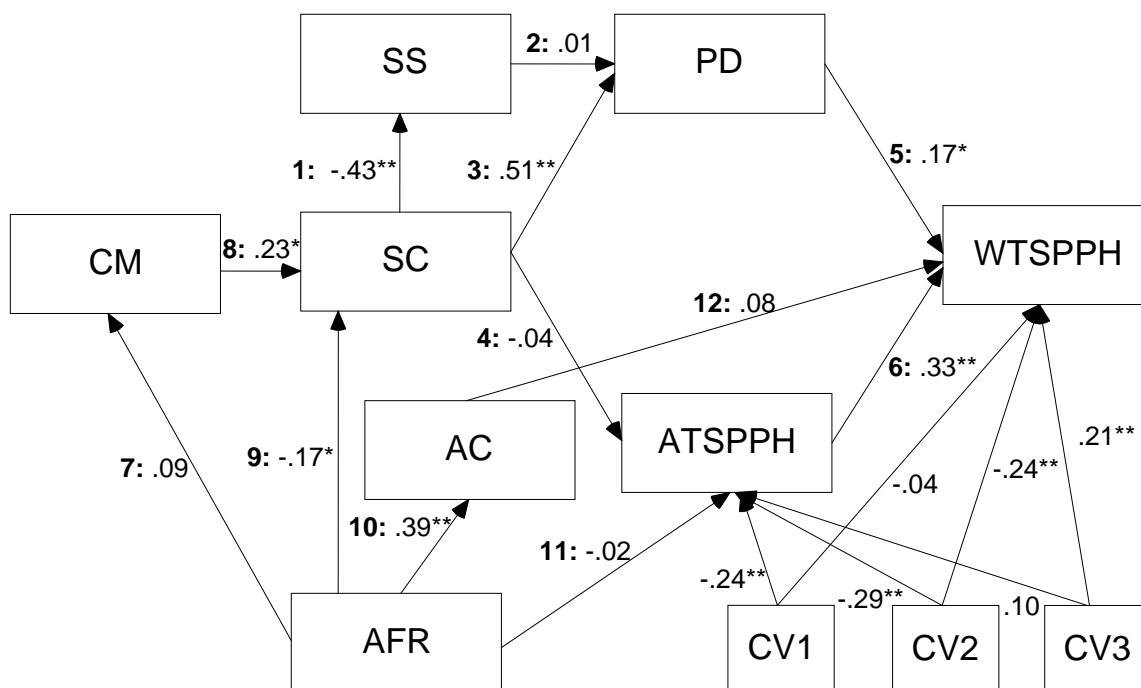 SS
2: .01
PD
1: -.43**
3: .51**
5: .17*
CM
8: .23*
SC
WTSPPH
12: .08
4: -.04
6: .33**
AC
ATSPPH
.21**
7: .09
9: -.17*
-.04
-.24**
10: .39**
11: -.02
-.24**
-.29**
.10
AFR
CV1
CV2
CV3